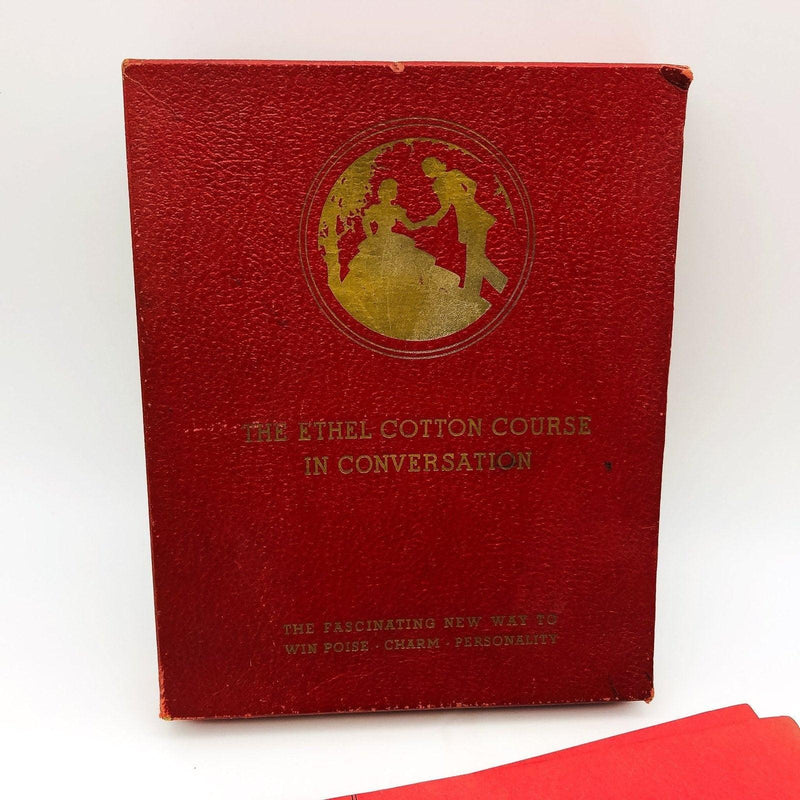 THE ETHEL COTTON COURSE
IN CONVERSATION
THE FASCINATING NEW WAY TO
WIN POISE · CHARM · PERSONALITY